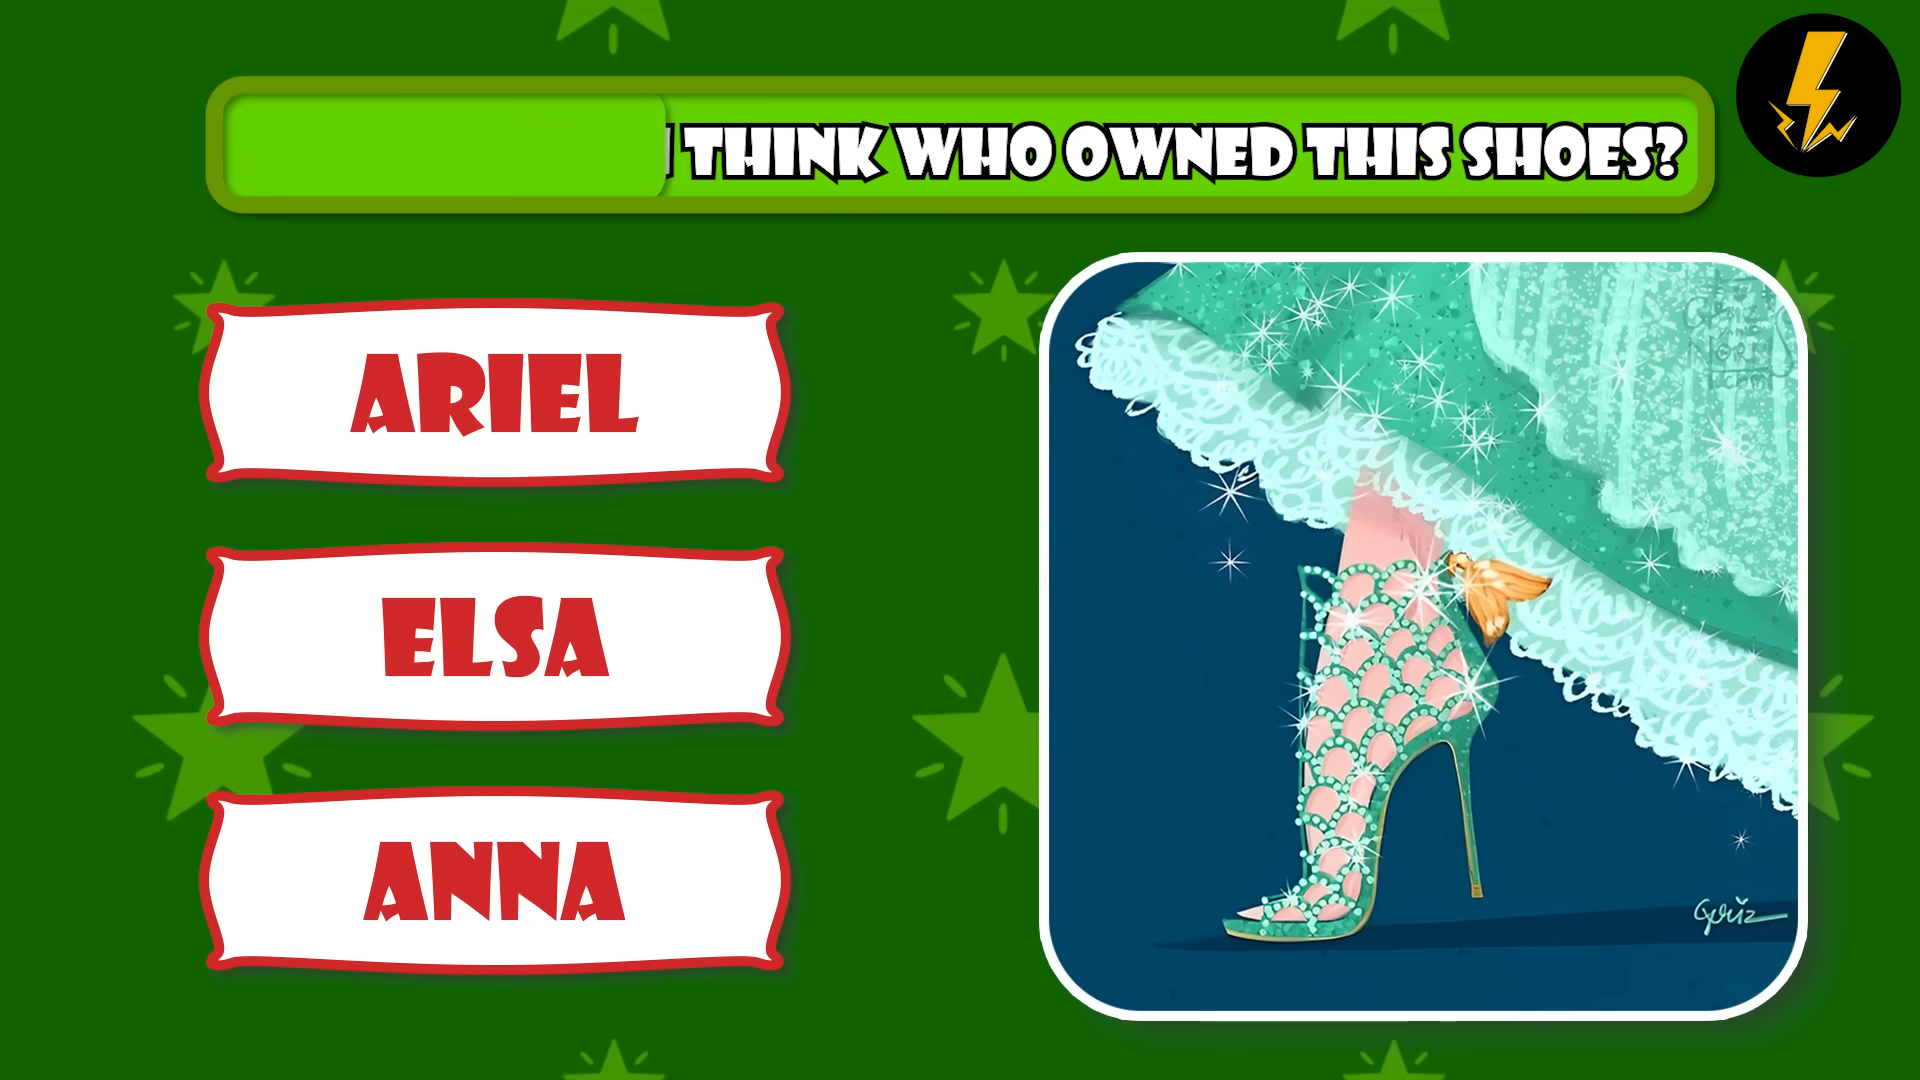 THINK WHO OWNED THIS SHOES?
ARIEL
ELSA
ANNA